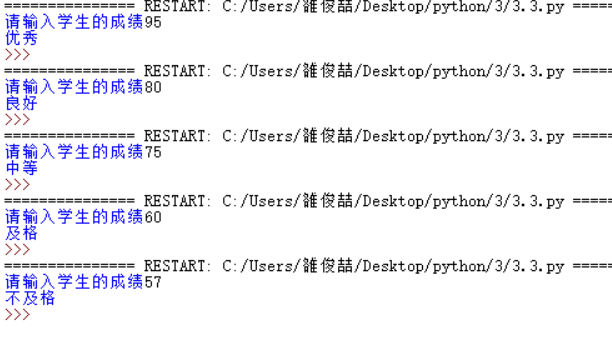 =============== RESTART: C:/Users/雒俊喆/Desktop/python/3/3.3.py =====
请输入学生的成绩95
优秀
>>>
=============== RESTART: C:/Users/雒俊喆/Desktop/python/3/3.3.py =====
请输入学生的成绩80
良好
>>>
=============== RESTART: C:/Users/雒俊喆/Desktop/python/3/3.3.py =====
请输入学生的成绩75
中等
>>>
=============== RESTART: C:/Users/雒俊喆/Desktop/python/3/3.3.py =====
请输入学生的成绩60
及格
>>>
=============== RESTART: C:/Users/雒俊喆/Desktop/python/3/3.3.py =====
请输入学生的成绩57
不及格
>>>